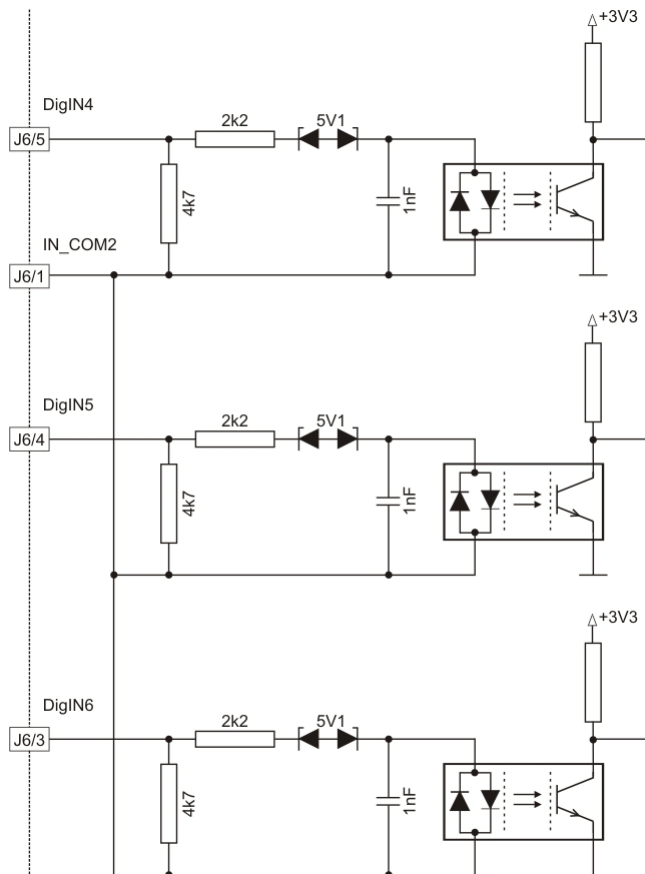 +3V3
DigIN4
J6/5
2k2
5V1
4k7
1nF
IN_COM2
J6/1
+3V3
DigIN5
J6/4
2k2
5V1
4k7
1nF
+3V3
DigIN6
J6/3
2k2
5V1
4k7
1nF